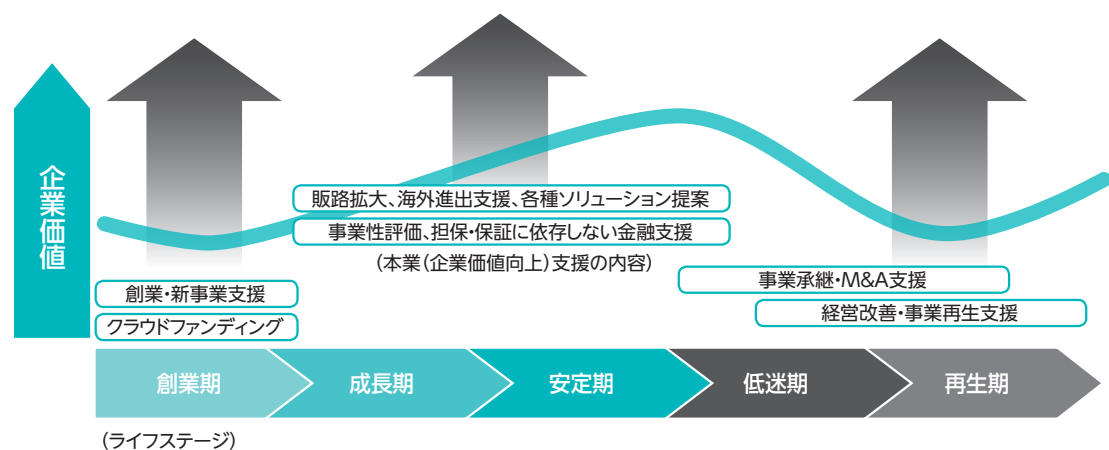 企業価値
販路拡大、海外進出支援、各種ソリューション提案
事業性評価、担保・保証に依存しない金融支援
(本業(企業価値向上)支援の内容)
創業・新事業支援
クラウドファンディング
事業承継・M&A支援
経営改善・事業再生支援
創業期
成長期
安定期
低迷期
再生期
(ライフステージ)